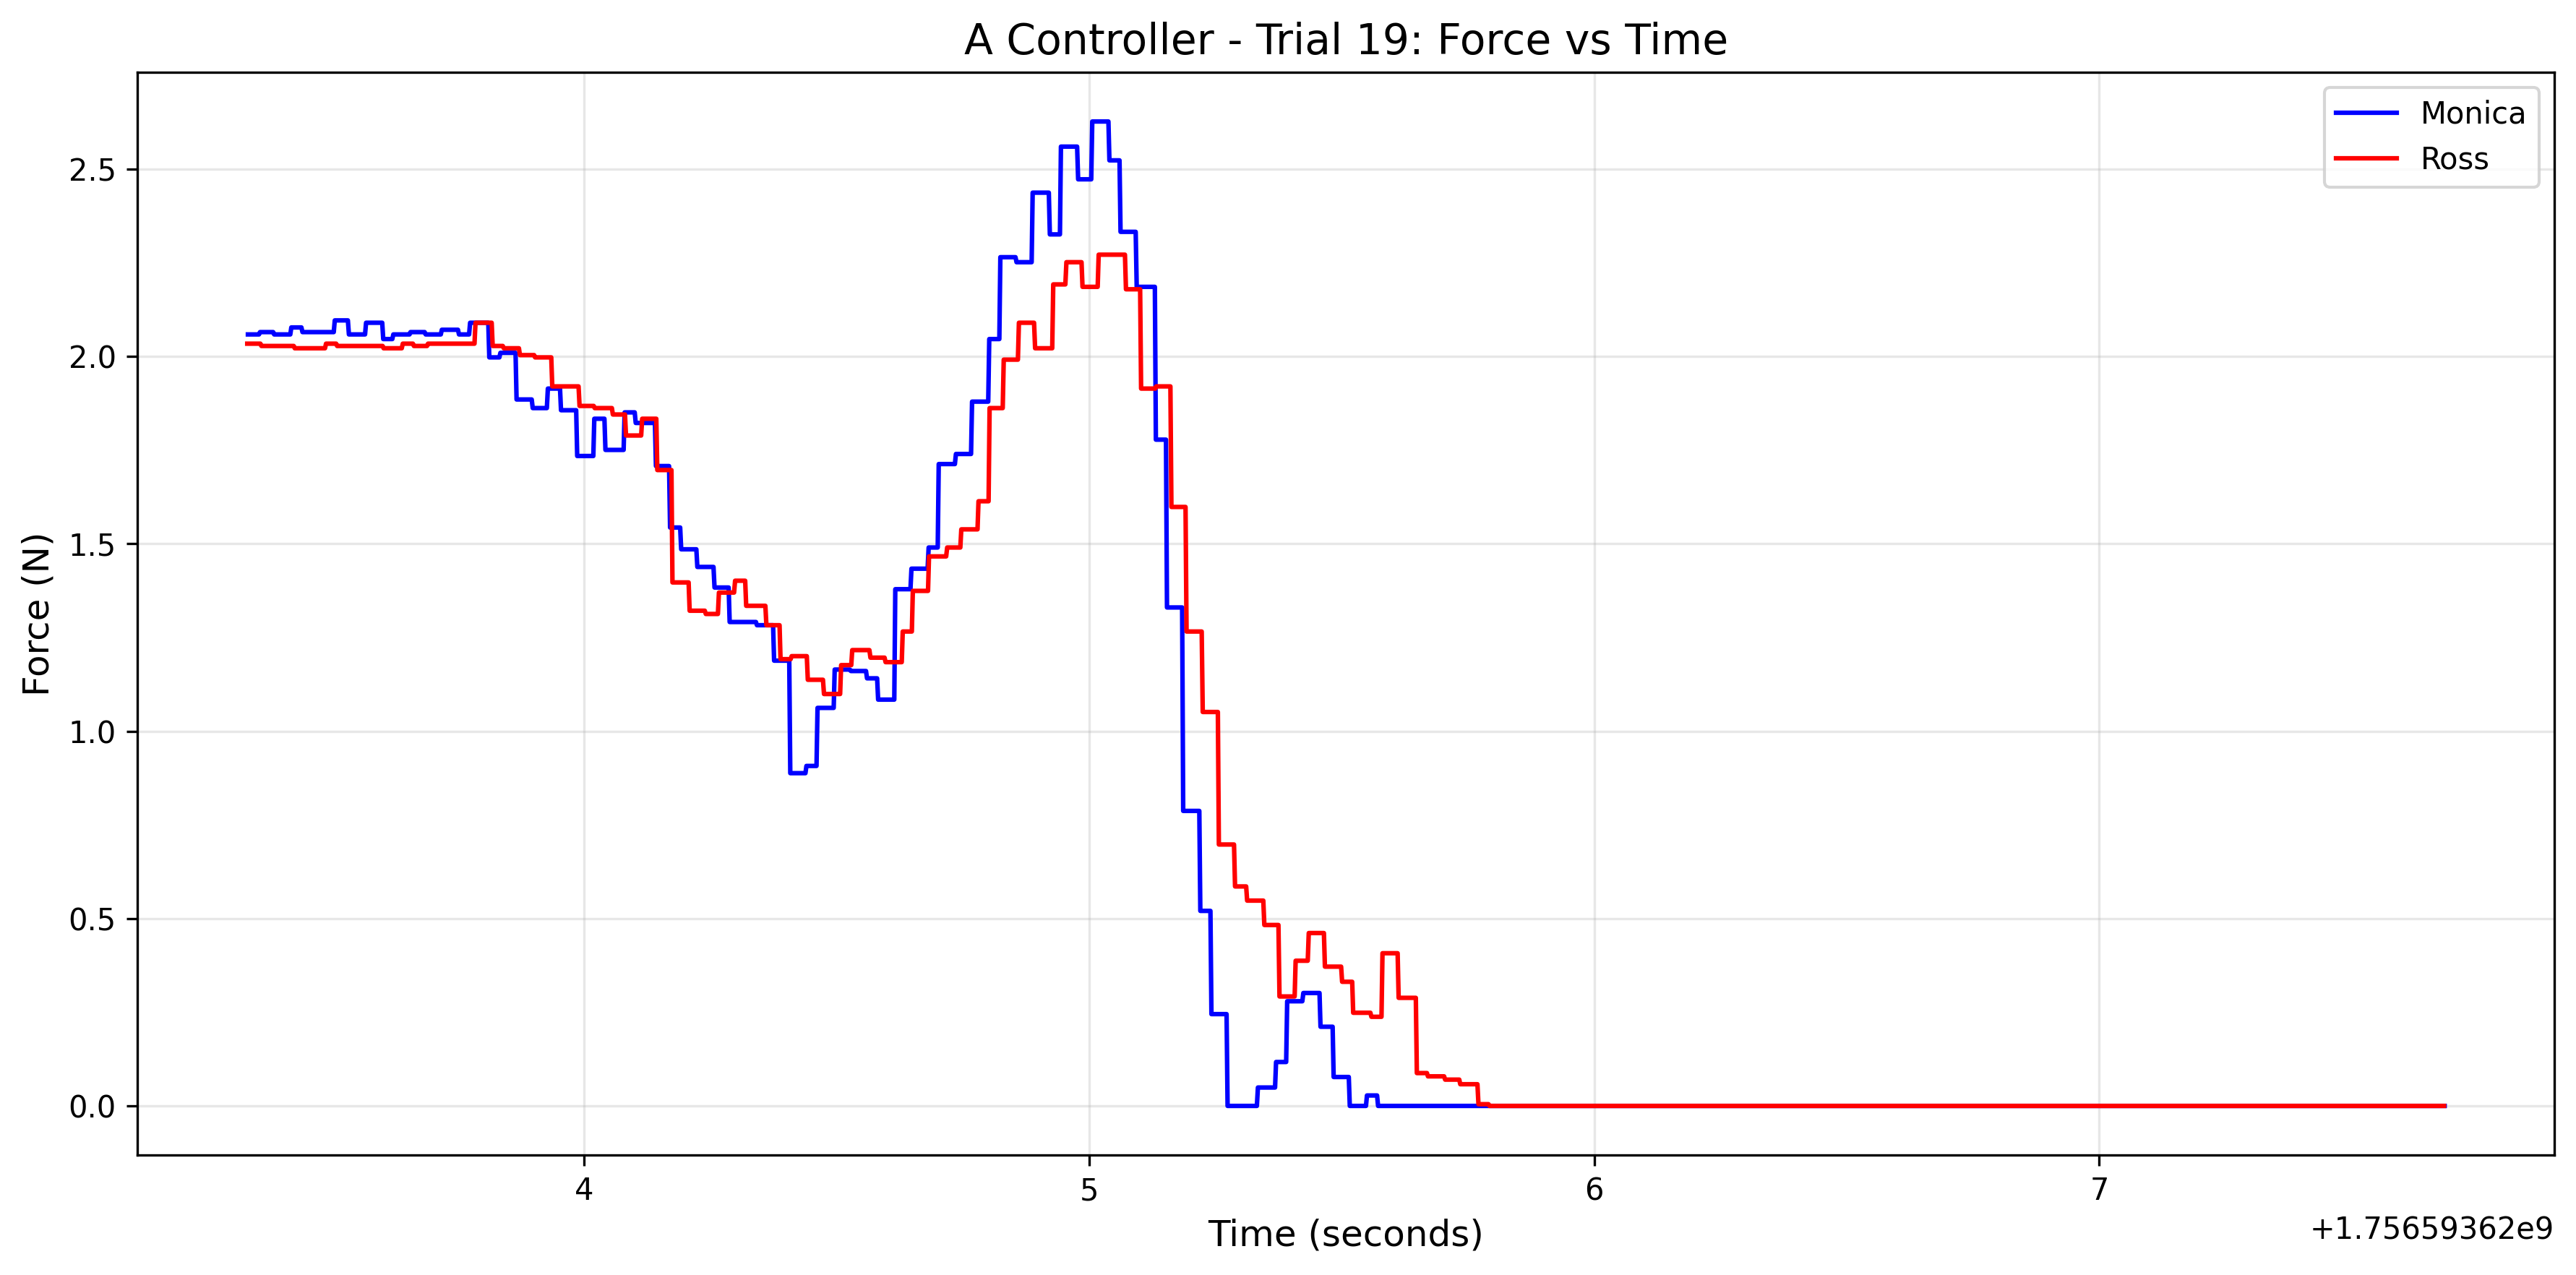 A Controller - Trial 19: Force vs Time
Monica
Ross
Force (N)
2.5
2.0
1.5
1.0
0.5
0.0
4 5 6 7
Time (seconds)
+1.75659362e9